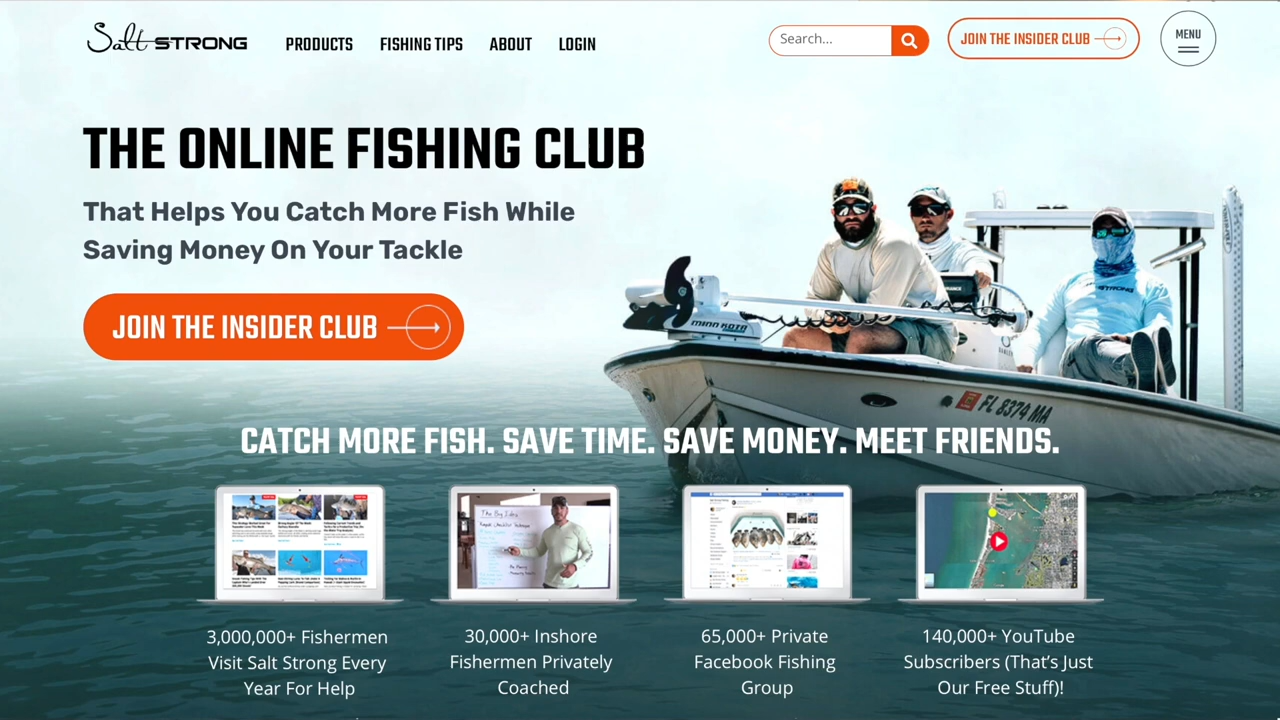 Salt STRONG
PRODUCTS
FISHING TIPS
ABOUT
LOGIN
Search...
JOIN THE INSIDER CLUB
MENU
THE ONLINE FISHING CLUB
That Helps You Catch More Fish While
Saving Money On Your Tackle
JOIN THE INSIDER CLUB
MINN KOTA
FL 8374 MA
CATCH MORE FISH. SAVE TIME. SAVE MONEY. MEET FRIENDS.
The Big Idea
3,000,000+ Fishermen
Visit Salt Strong Every
Year For Help
30,000+ Inshore
Fishermen Privately
Coached
65,000+ Private
Facebook Fishing
Group
140,000+ YouTube
Subscribers (That's Just
Our Free Stuff)!